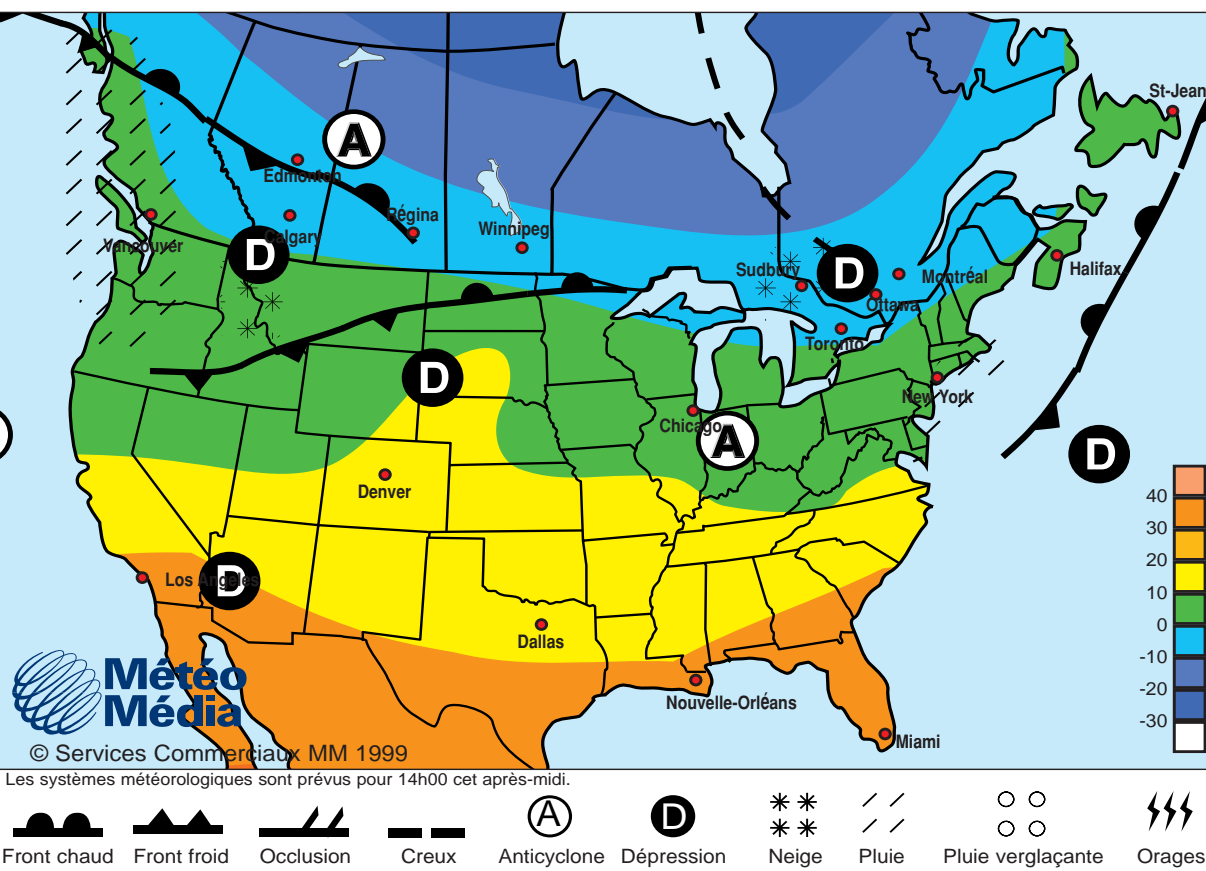 St-Jean
A
Edmonton
Régina
Vancouver
Calgary
Winnipeg
D
Sudbury
D
Montréal
Halifax
Ottawa
Toronto
D
New York
Chicago
A
D
Denver
40
30
20
10
0
-10
-20
-30
Los Angeles
D
Dallas
Météo
Média
Nouvelle-Orléans
Miami
© Services Commerciaux MM 1999
Les systèmes météorologiques sont prévus pour 14h00 cet après-midi.
A
D
Front chaud Front froid Occlusion Creux Anticyclone Dépression Neige Pluie Pluie verglaçante Orages